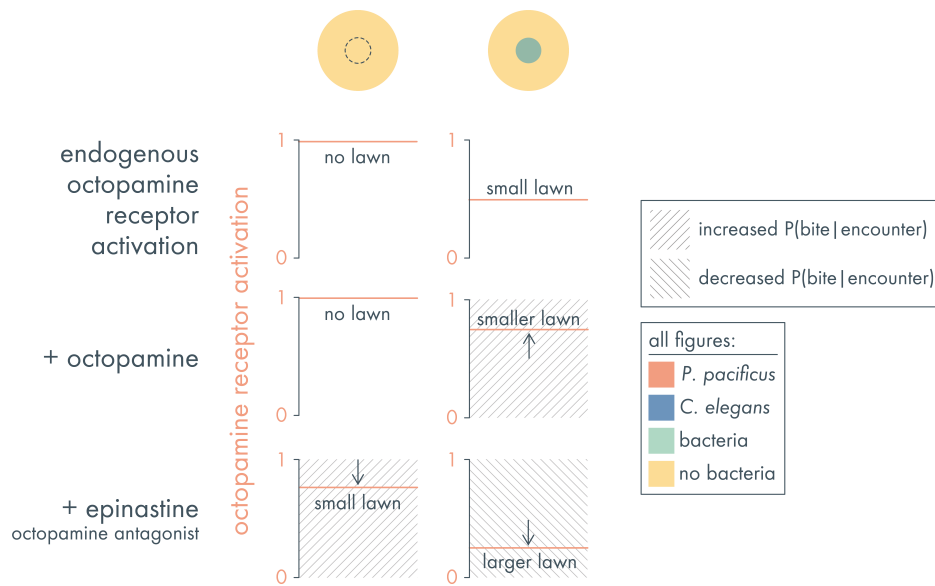 endogenous
octopamine
receptor
activation
octopamine receptor activation
1
no lawn
0
1
small lawn
0
+ octopamine
1
no lawn
0
1
smaller lawn
0
+ epinastine
octopamine antagonist
1
small lawn
0
1
larger lawn
0
increased P(bite|encounter)
decreased P(bite|encounter)
all figures:
P. pacificus
C. elegans
bacteria
no bacteria